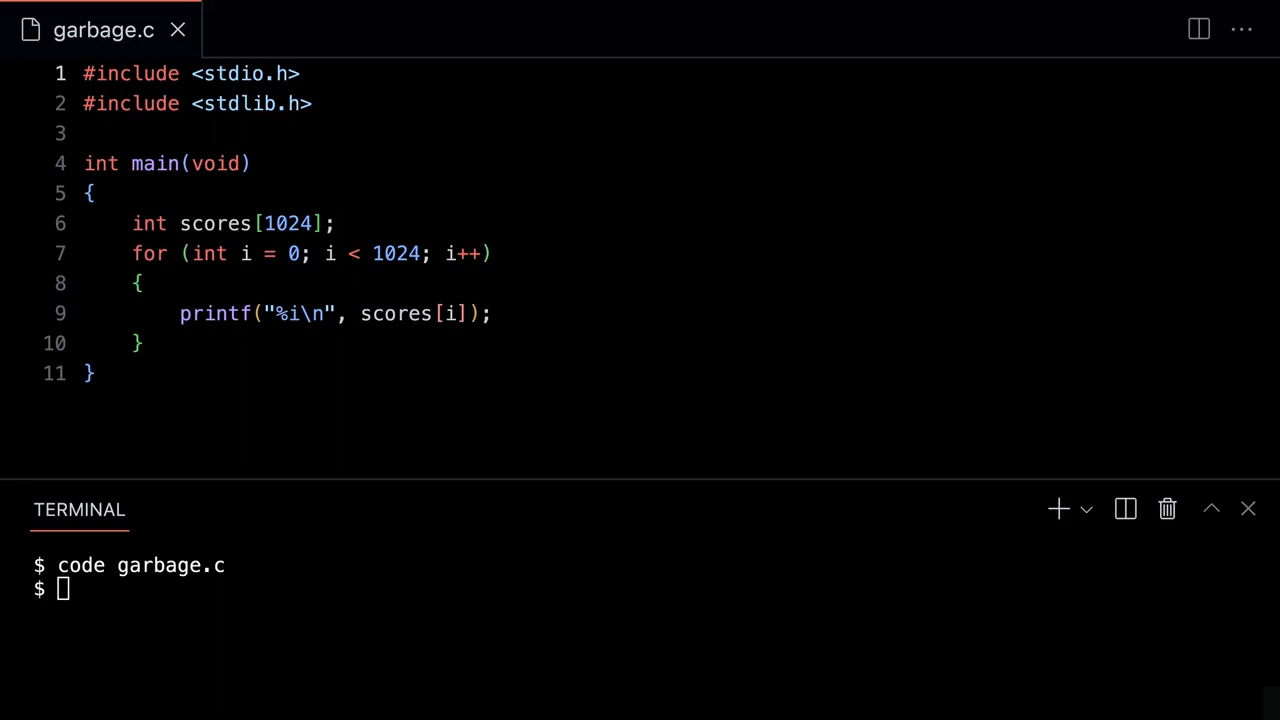 garbage.c
1 #include <stdio.h>
2 #include <stdlib.h>
3
4 int main(void)
5 {
6     int scores[1024];
7     for (int i = 0; i < 1024; i++)
8     {
9         printf("%i\n", scores[i]);
10     }
11 }
TERMINAL
$ code garbage.c
$